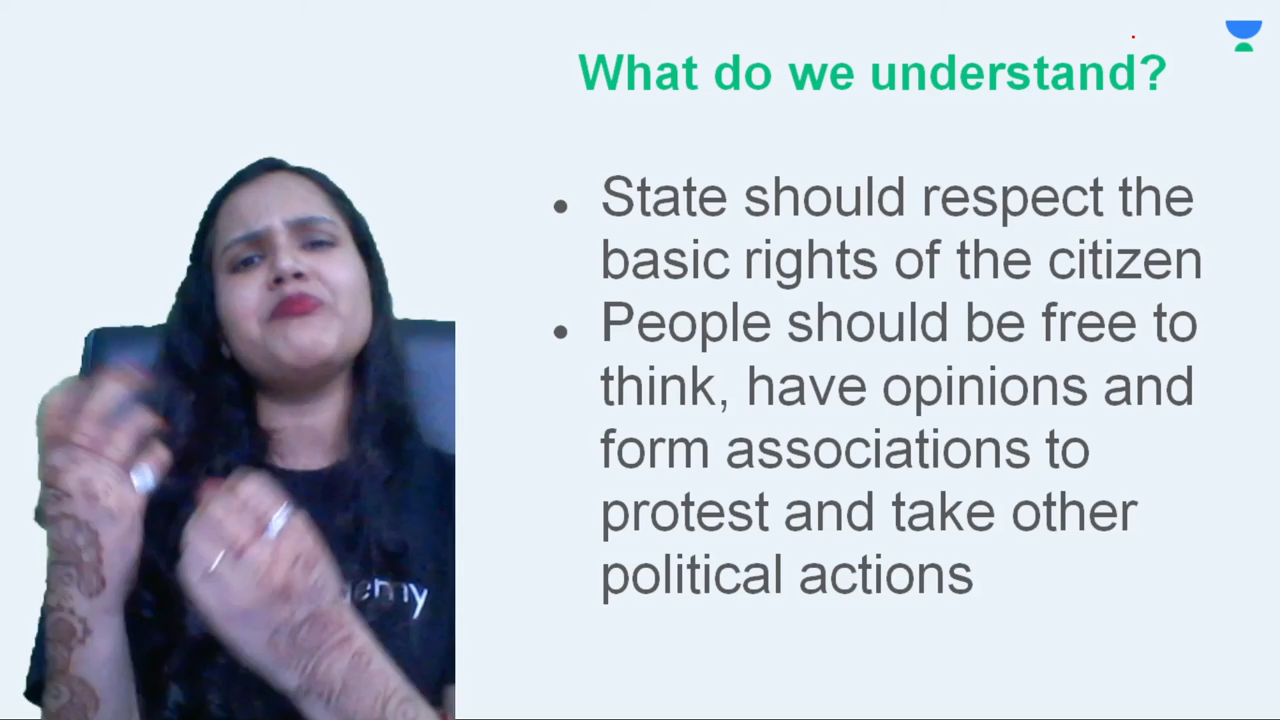 What do we understand?
• State should respect the
basic rights of the citizen
• People should be free to
think, have opinions and
form associations to
protest and take other
political actions
emy